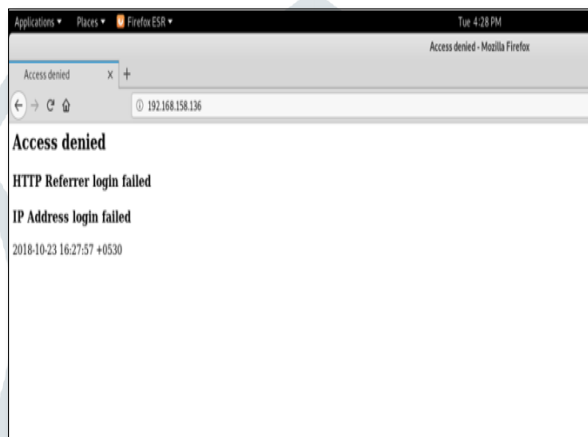 Applications Places Firefox ESR Tue 4:28 PM
Access denied - Mozilla Firefox
Access denied
192.168.158.136
Access denied
HTTP Referrer login failed
IP Address login failed
2018-10-23 16:27:57 +0530